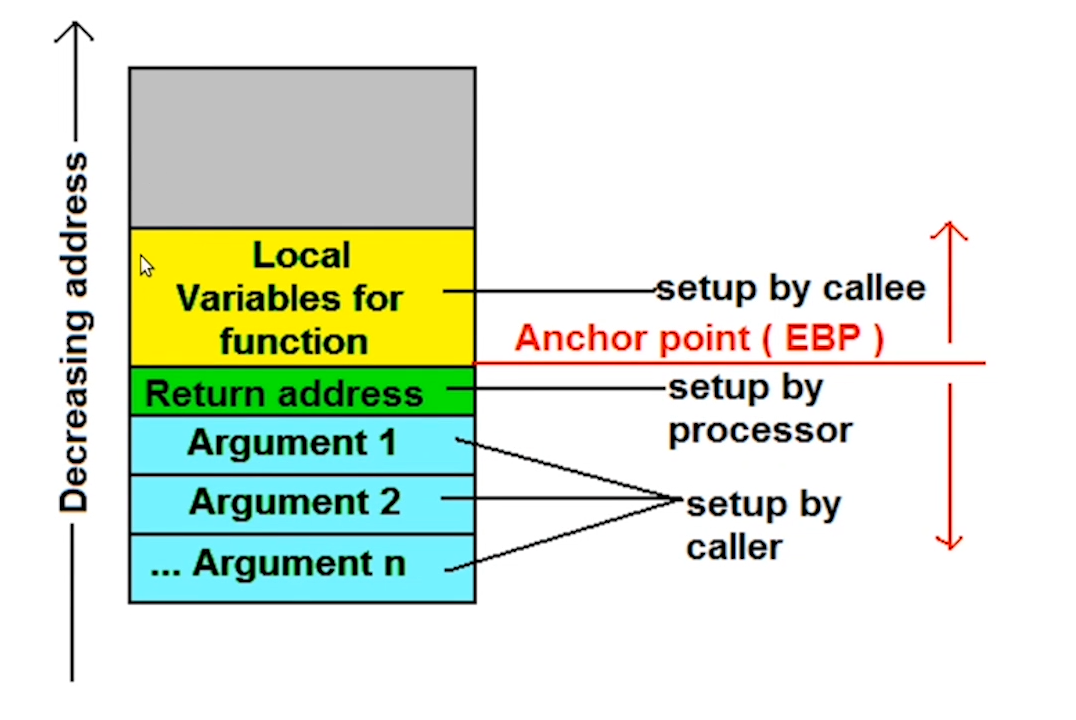 Decreasing address
Local
Variables for
function
setup by callee
Anchor point ( EBP )
Return address
setup by
processor
Argument 1
Argument 2
... Argument n
setup by
caller